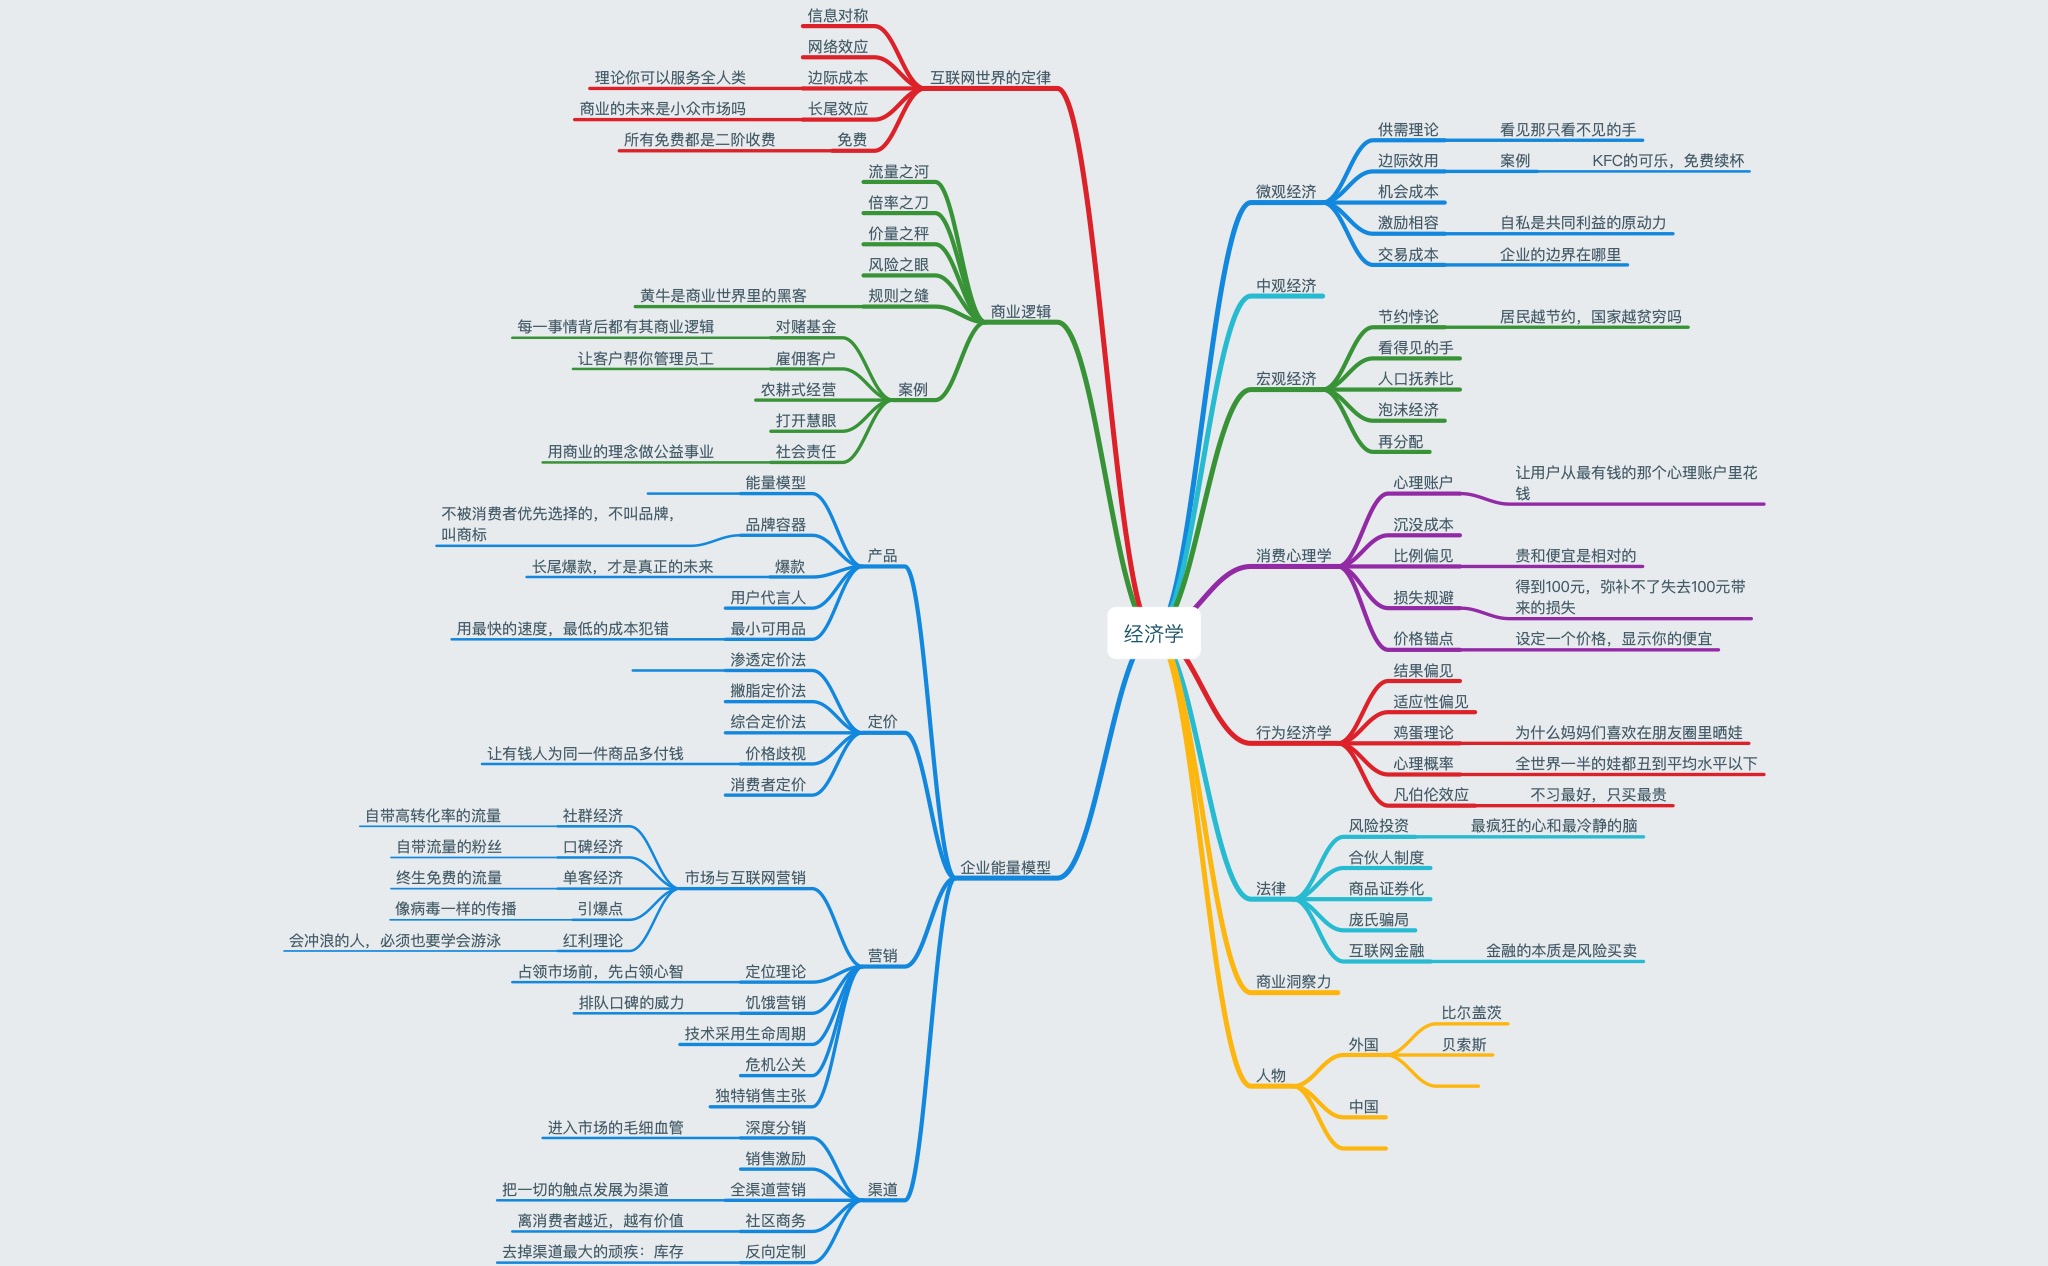 经济学
微观经济
供需理论
看见那只看不见的手
边际效用
案例
KFC的可乐，免费续杯
机会成本
激励相容
自私是共同利益的原动力
交易成本
企业的边界在哪里
中观经济
宏观经济
节约悖论
居民越节约，国家越贫穷吗
看得见的手
人口抚养比
泡沫经济
再分配
消费心理学
心理账户
让用户从最有钱的那个心理账户里花
钱
沉没成本
比例偏见
贵和便宜是相对的
损失规避
得到100元，弥补不了失去100元带
来的损失
价格锚点
设定一个价格，显示你的便宜
行为经济学
结果偏见
适应性偏见
鸡蛋理论
为什么妈妈们喜欢在朋友圈里晒娃
心理概率
全世界一半的娃都丑到平均水平以下
凡伯伦效应
不习最好，只买最贵
法律
风险投资
最疯狂的心和最冷静的脑
合伙人制度
商品证券化
庞氏骗局
互联网金融
金融的本质是风险买卖
商业洞察力
人物
外国
比尔盖茨
贝索斯
中国
互联网世界的定律
信息对称
网络效应
边际成本
理论你可以服务全人类
长尾效应
商业的未来是小众市场吗
免费
所有免费都是二阶收费
商业逻辑
流量之河
倍率之刀
价量之秤
风险之眼
规则之缝
黄牛是商业世界里的黑客
案例
对赌基金
每一事情背后都有其商业逻辑
雇佣客户
让客户帮你管理员工
农耕式经营
打开慧眼
社会责任
用商业的理念做公益事业
企业能量模型
产品
能量模型
品牌容器
不被消费者优先选择的，不叫品牌，
叫商标
爆款
长尾爆款，才是真正的未来
用户代言人
最小可用品
用最快的速度，最低的成本犯错
定价
渗透定价法
撇脂定价法
综合定价法
价格歧视
让有钱人为同一件商品多付钱
消费者定价
营销
市场与互联网营销
社群经济
自带高转化率的流量
口碑经济
自带流量的粉丝
单客经济
终生免费的流量
引爆点
像病毒一样的传播
红利理论
会冲浪的人，必须也要学会游泳
定位理论
占领市场前，先占领心智
饥饿营销
排队口碑的威力
技术采用生命周期
危机公关
独特销售主张
渠道
深度分销
进入市场的毛细血管
销售激励
全渠道营销
把一切的触点发展为渠道
社区商务
离消费者越近，越有价值
反向定制
去掉渠道最大的顽疾：库存